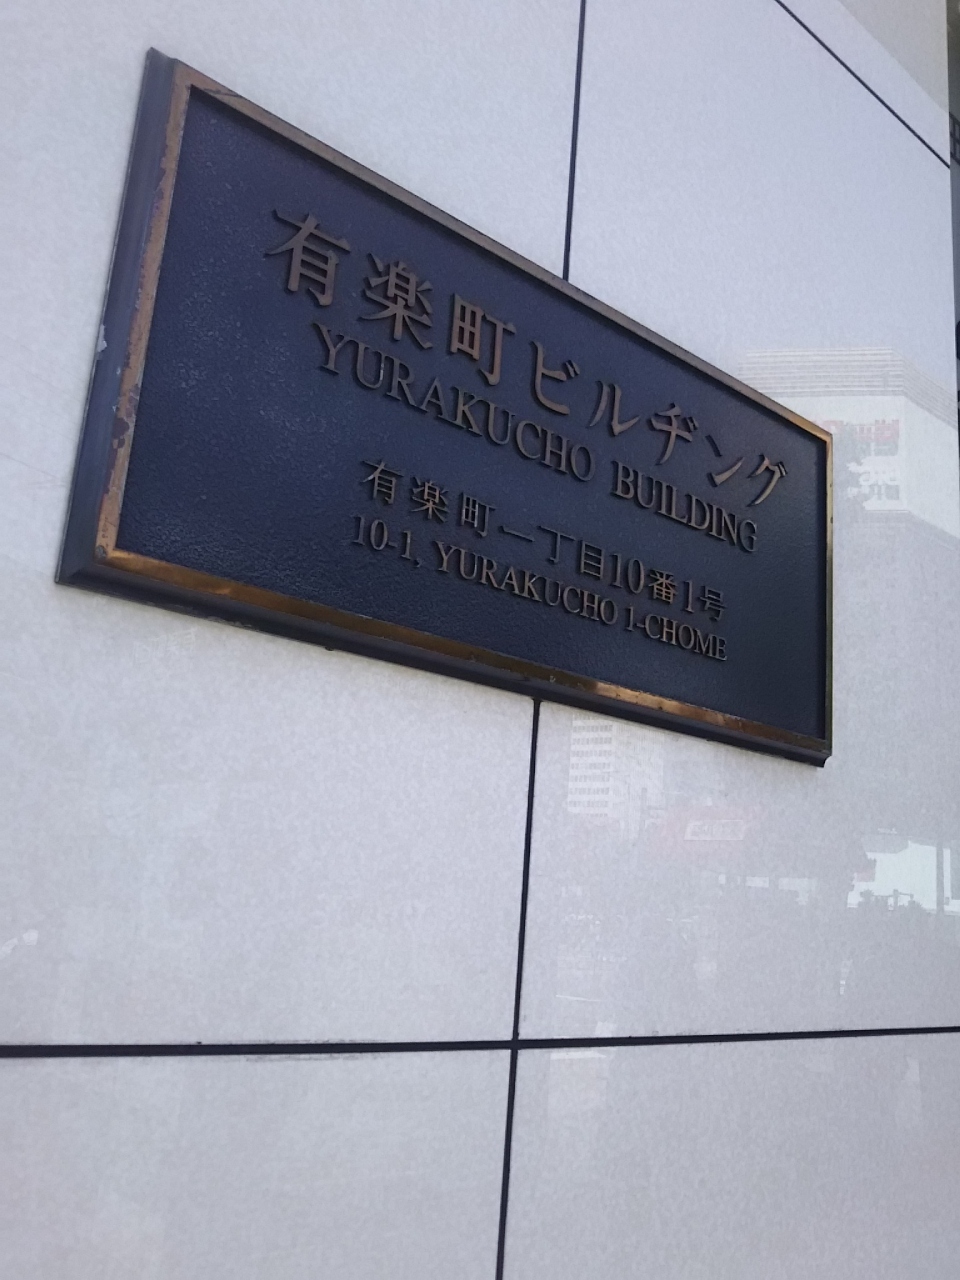 有楽町ビルヂング
YURAKUCHO BUILDING
有楽町一丁目10番1号
10-1, YURAKUCHO 1-CHOME